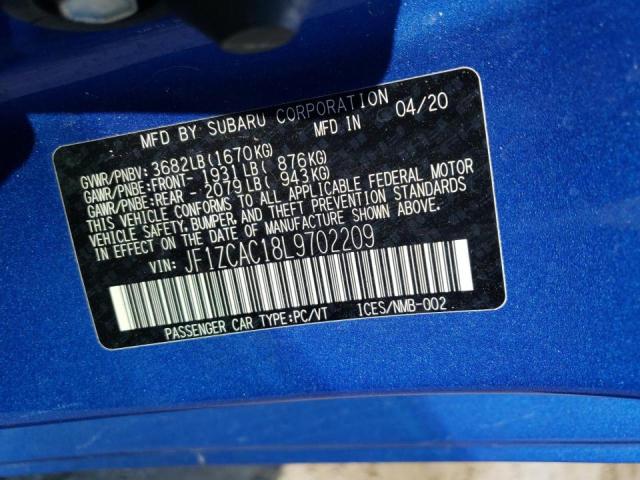 MFD BY SUBARU CORPORATION
MFD IN 04/20
GVWR/PNBV: 3682LB(1670KG)
GAWR/PNBE:FRONT- 1931LB( 876KG)
GAWR/PNBE:REAR - 2079LB( 943KG)
THIS VEHICLE CONFORMS TO ALL APPLICABLE FEDERAL MOTOR
VEHICLE SAFETY, BUMPER, AND THEFT PREVENTION STANDARDS
IN EFFECT ON THE DATE OF MANUFACTURE SHOWN ABOVE.
VIN: JF1ZCAC18L9702209
PASSENGER CAR TYPE:PC/VT 1CES/NMB-002